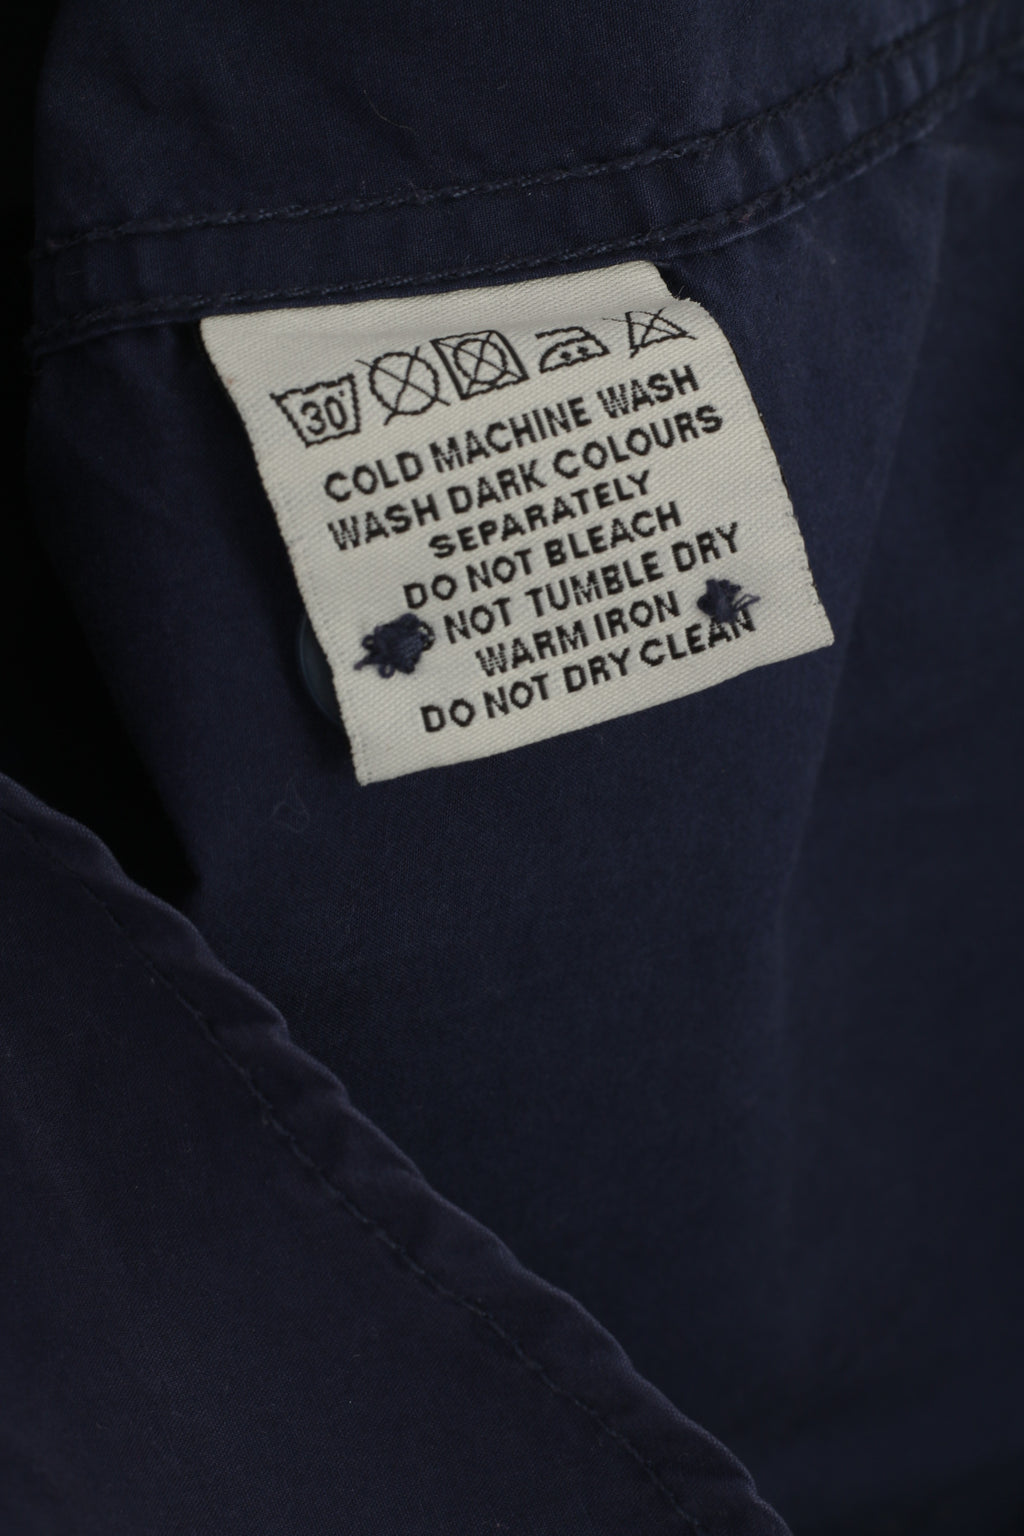 30°
COLD MACHINE WASH
WASH DARK COLOURS
SEPARATELY
DO NOT BLEACH
NOT TUMBLE DRY
WARM IRON
DO NOT DRY CLEAN